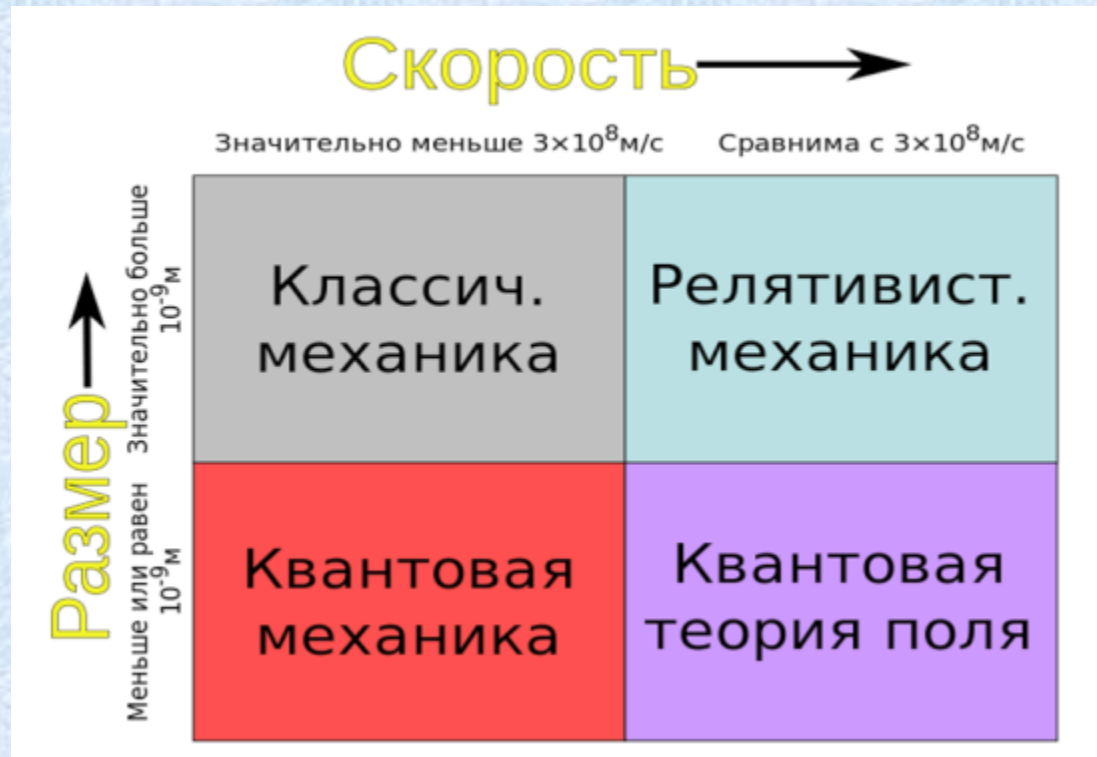 Скорость
Значительно меньше 3×10⁸м/с
Сравнима с 3×10⁸м/с
Размер
Значительно больше
10⁻⁹м
Классич.
механика
Релятивист.
механика
Меньше или равен
10⁻⁹м
Квантовая
механика
Квантовая
теория поля